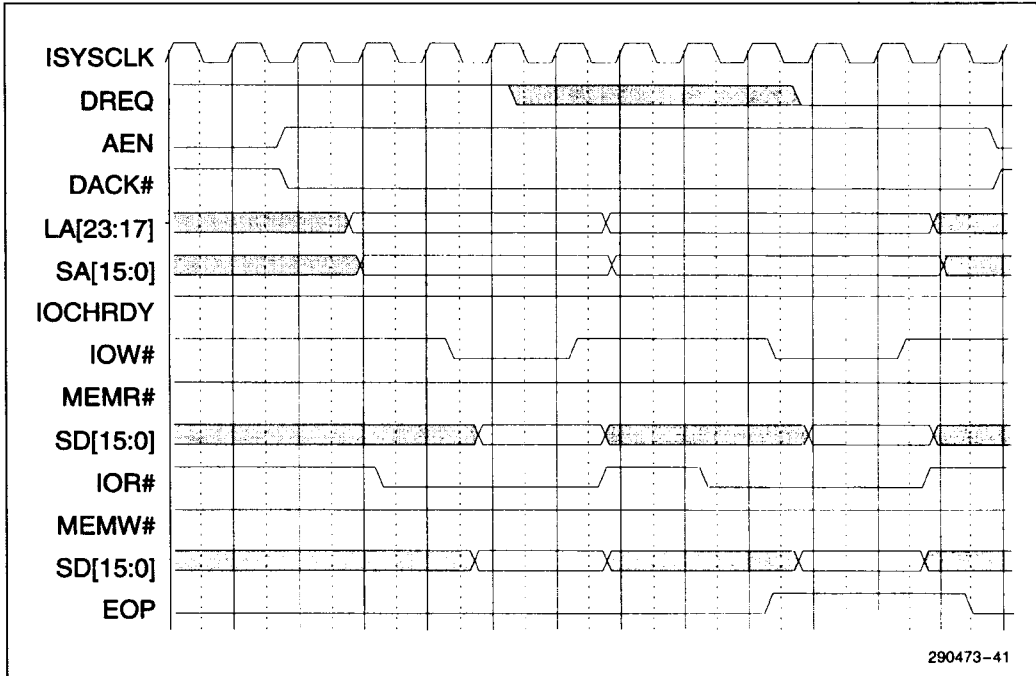 ISYSCLK
DREQ
AEN
DACK#
LA[23:17]
SA[15:0]
IOCHRDY
IOW#
MEMR#
SD[15:0]
IOR#
MEMW#
SD[15:0]
EOP
290473-41